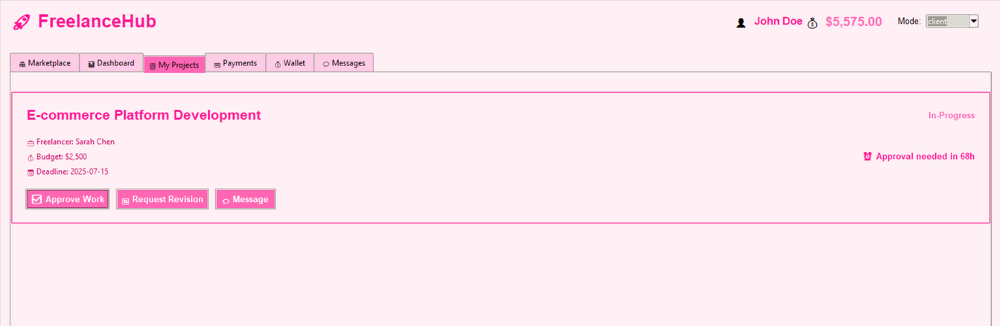 FreelanceHub
John Doe $5,575.00 Mode: client
Marketplace Dashboard My Projects Payments Wallet Messages
E-commerce Platform Development
In-Progress
Freelancer: Sarah Chen
Budget: $2,500
Approval needed in 68h
Deadline: 2025-07-15
Approve Work Request Revision Message